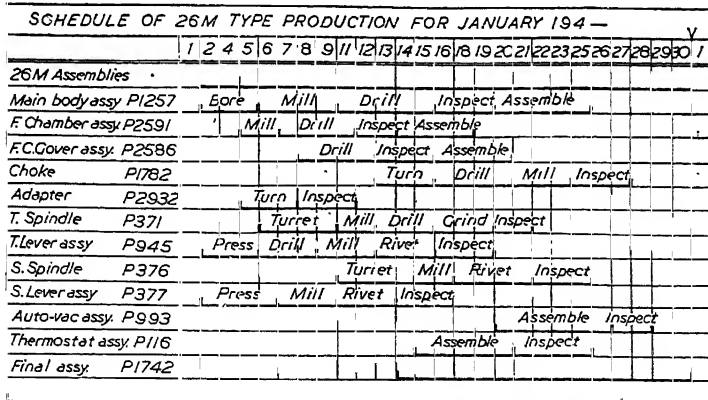 SCHEDULE OF 26M TYPE PRODUCTION FOR JANUARY 194—
1 2 4 5 6 7 8 9 11 12 13 14 15 16 18 19 20 21 22 23 25 26 27 28 29 30 1
26M Assemblies
Main body assy P1257 Bore Mill Drill Inspect Assemble
F. Chamber assy P2591 Mill Drill Inspect Assemble
F.C.Gover assy. P2586 Drill Inspect Assemble
Choke P1782 Turn Drill Mill Inspect
Adapter P2932 Turn Inspect
T. Spindle P371 Turret Mill Drill Grind Inspect
T.Lever assy P945 Press Drill Mill Rivet Inspect
S.Spindle P376 Turret Mill Rivet Inspect
S.Lever assy P377 Press Mill Rivet Inspect
Auto-vac assy. P993 Assemble Inspect
Thermostat assy. P116 Assemble Inspect
Final assy. P1742